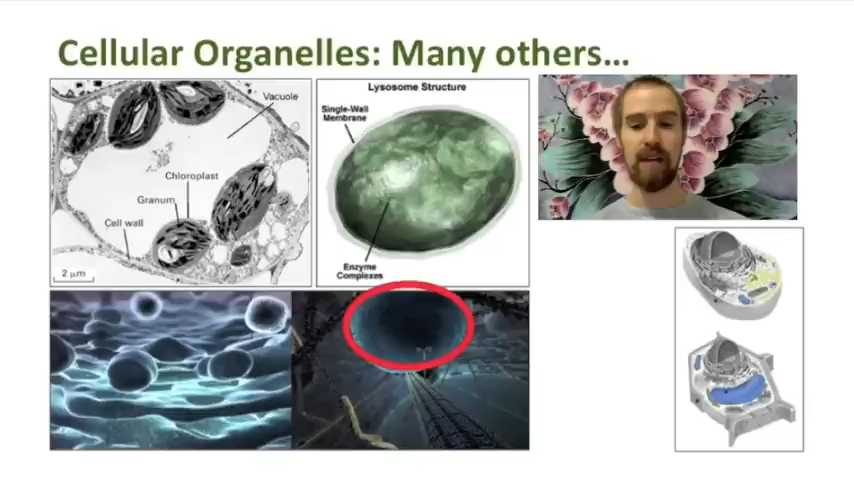 Cellular Organelles: Many others...
Vacuole
Chloroplast
Granum
Cell wall
2 μm
Lysosome Structure
Single-Wall
Membrane
Enzyme
Complexes